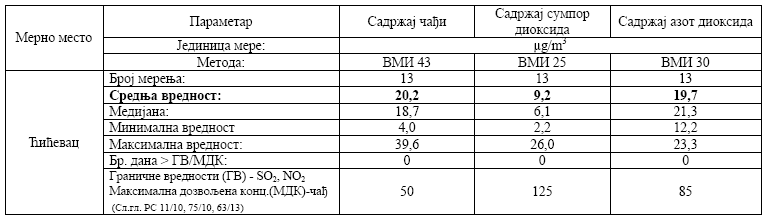 Мерно место Параметар Садржај чађи Садржај сумпор диоксида Садржај азот диоксида
Јединица мере: µg/m³
Метода: ВМИ 43 ВМИ 25 ВМИ 30
Ћићевац
Број мерења: 13 13 13
Средња вредност: 20,2 9,2 19,7
Медијана: 18,7 6,1 21,3
Минимална вредност 4,0 2,2 12,2
Максимална вредност: 39,6 26,0 23,3
Бр. дана > ГВ/МДК: 0 0 0
Граничне вредности (ГВ) - SO₂, NO₂
Максимална дозвољена конц.(МДК)-чађ 50 125 85
(Сл.гл. РС 11/10, 75/10, 63/13)